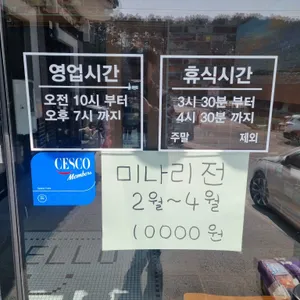 영업시간
오전 10시 부터
오후 7시 까지
휴식시간
3시 30분 부터
4시 30분 까지
주말 제외
CESCO
Members
미나리전
2월~4월
10000원
ELLO